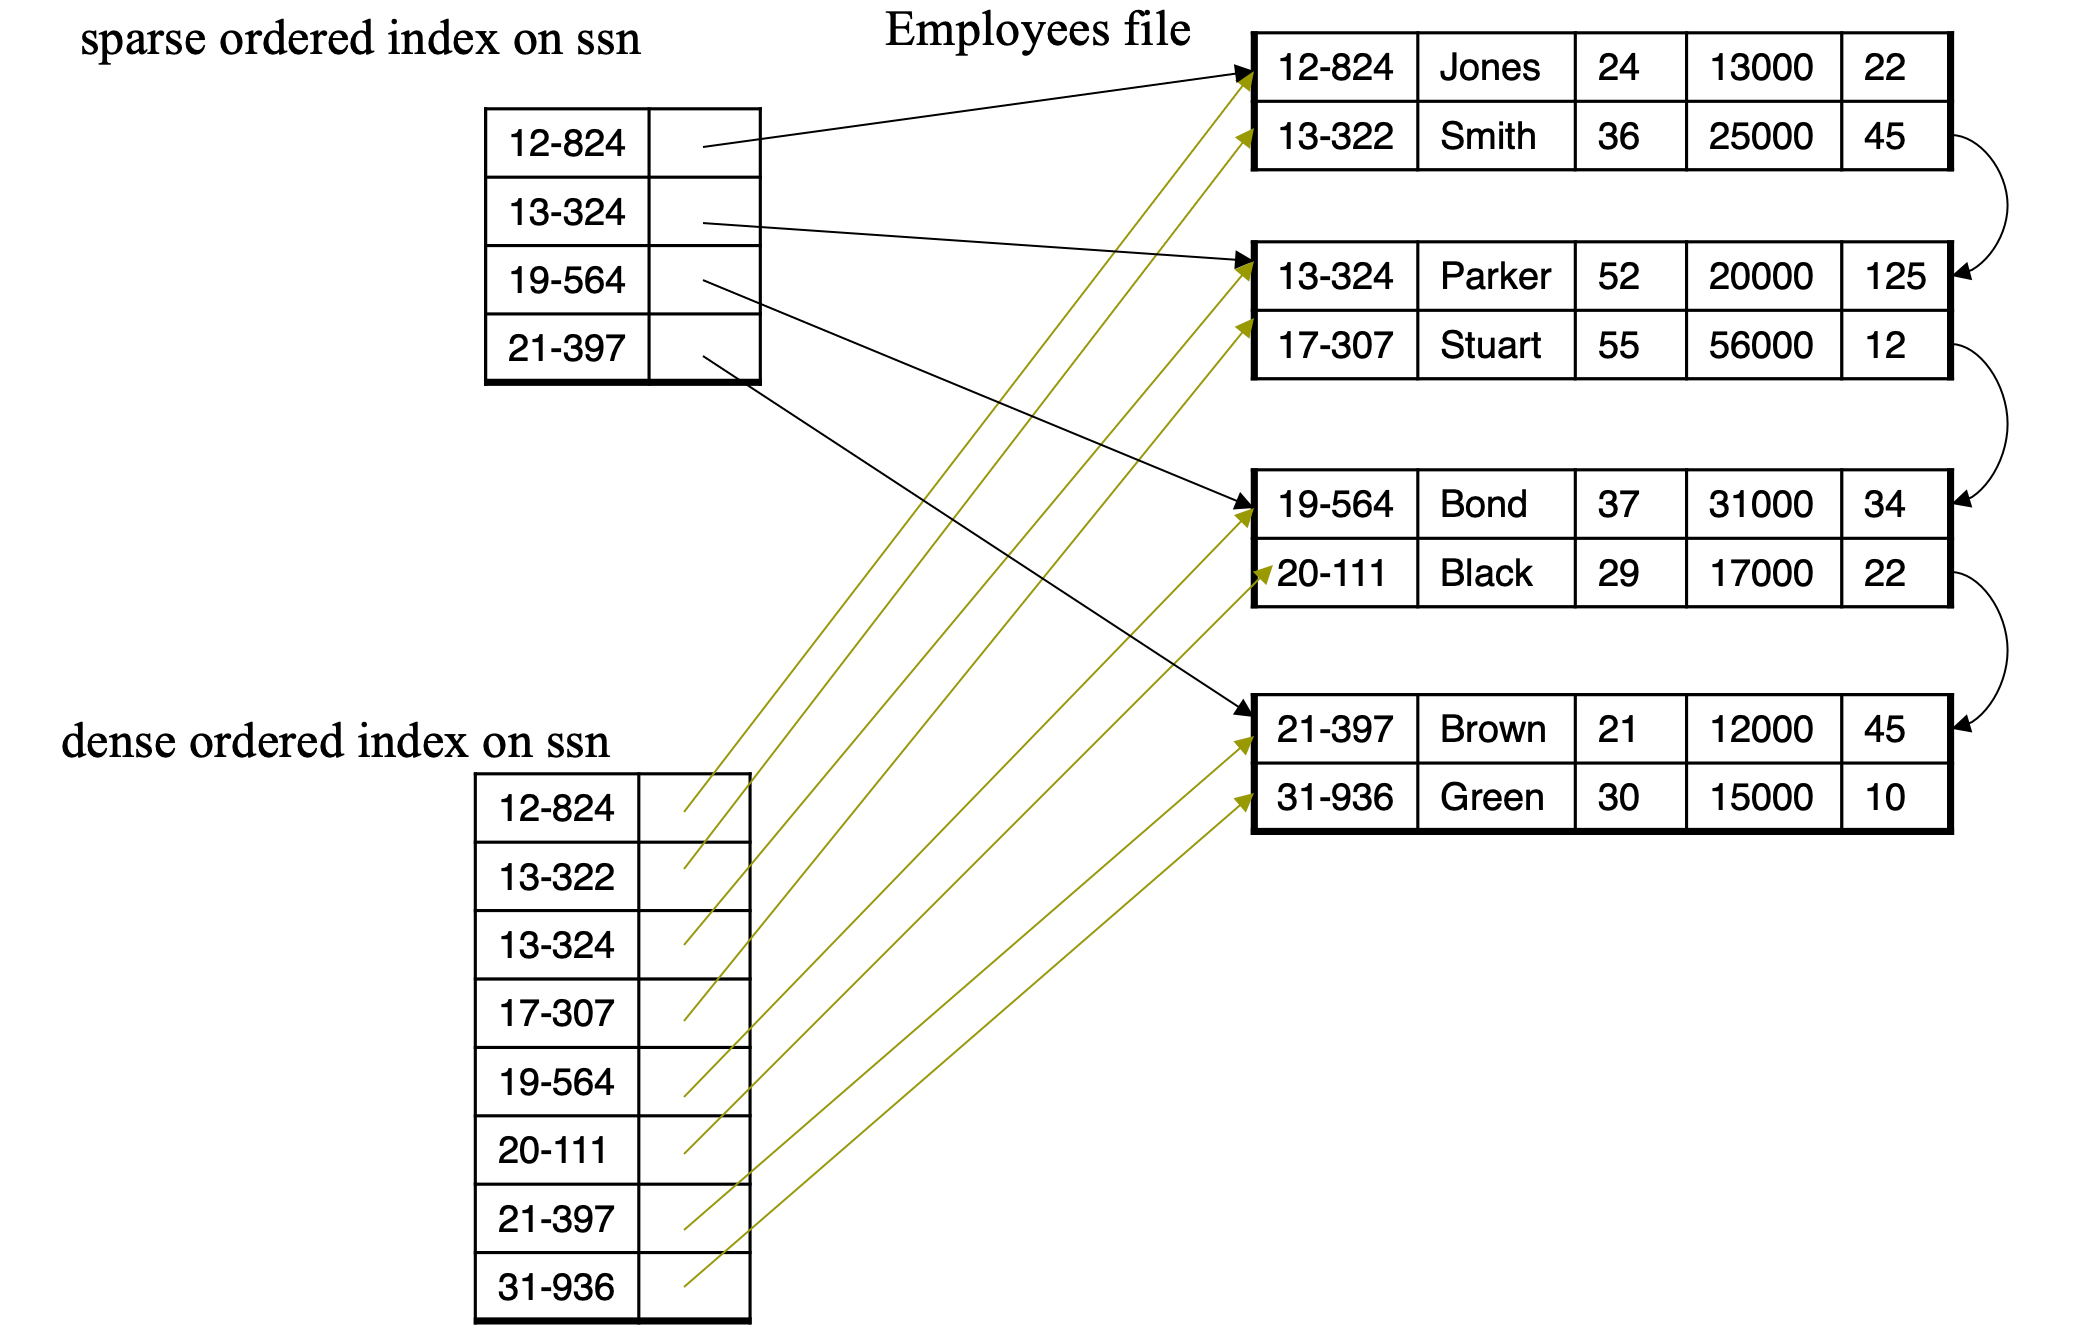 sparse ordered index on ssn
12-824
13-324
19-564
21-397
Employees file
12-824 Jones 24 13000 22
13-322 Smith 36 25000 45
13-324 Parker 52 20000 125
17-307 Stuart 55 56000 12
19-564 Bond 37 31000 34
20-111 Black 29 17000 22
21-397 Brown 21 12000 45
31-936 Green 30 15000 10
dense ordered index on ssn
12-824
13-322
13-324
17-307
19-564
20-111
21-397
31-936